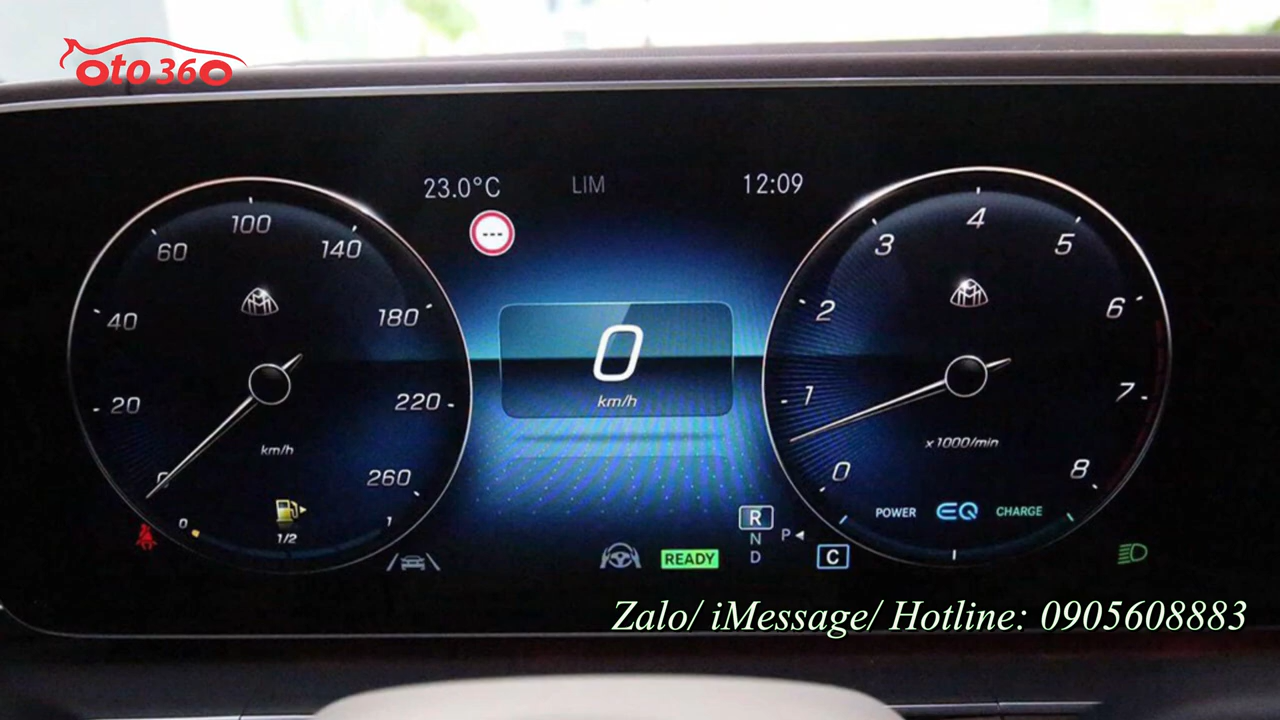 oto360
23.0°C LIM 12:09
---
0
km/h
0 20 40 60 100 140 180 220 260
km/h
0 1/2 1
0 1 2 3 4 5 6 7 8
x1000/min
POWER EQ CHARGE
READY
R
N P◄
D
C
Zalo/ iMessage/ Hotline: 0905608883